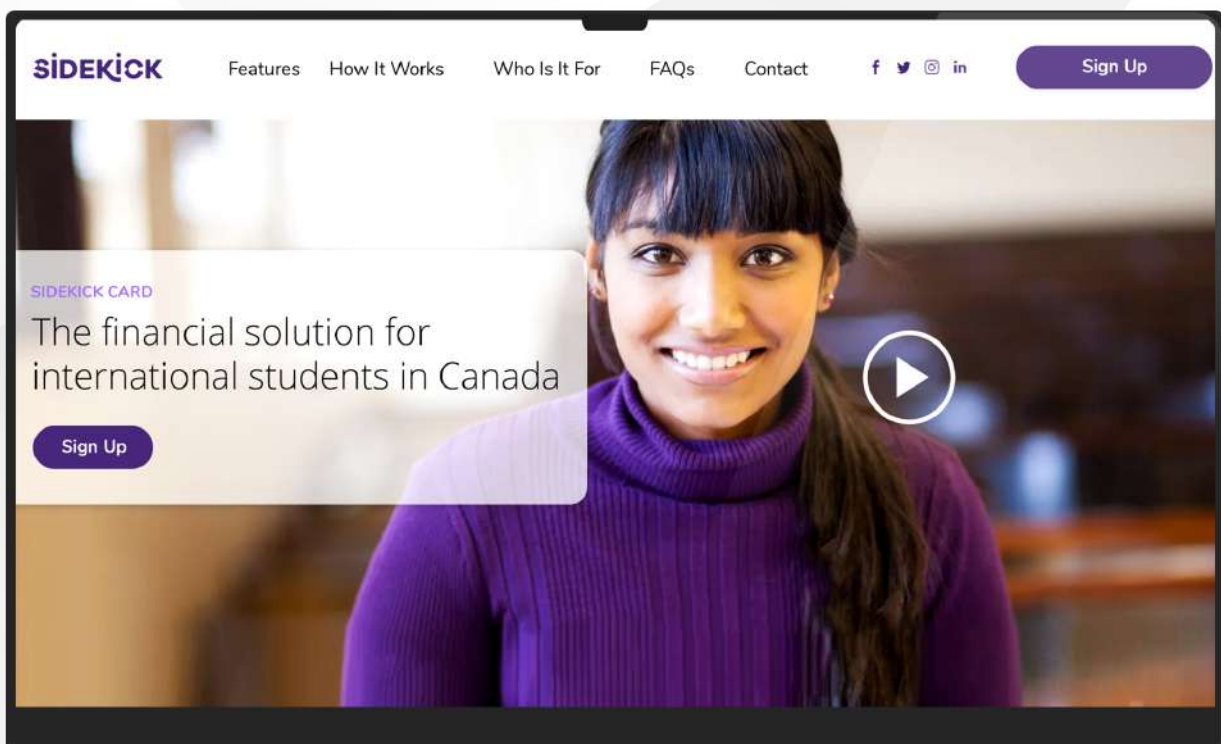 SIDEKICK
Features How It Works Who Is It For FAQs Contact f in Sign Up
SIDEKICK CARD
The financial solution for
international students in Canada
Sign Up